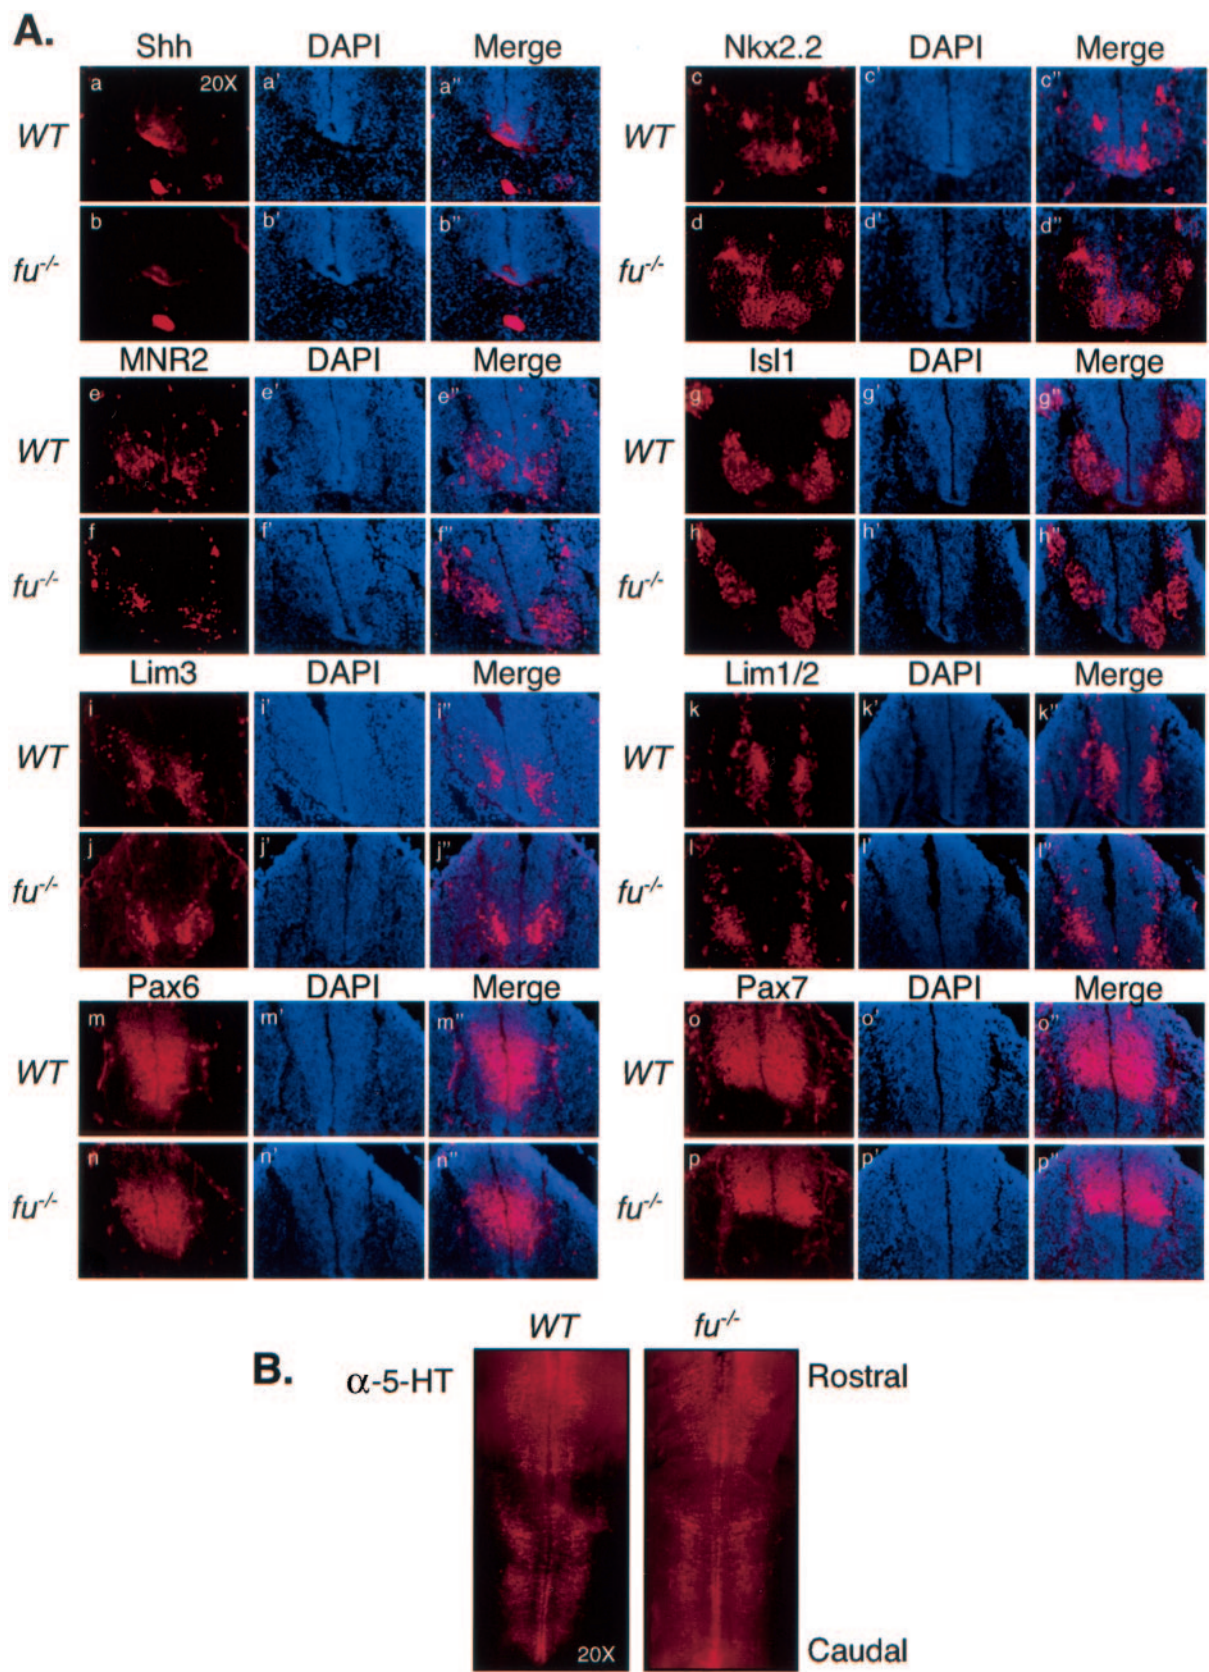 A.
Shh DAPI Merge Nkx2.2 DAPI Merge
WT a 20X a' a" WT c c' c"
fu-/- b b' b" fu-/- d d' d"
MNR2 DAPI Merge Isl1 DAPI Merge
WT e e' e" WT g g' g"
fu-/- f f' f" fu-/- h h' h"
Lim3 DAPI Merge Lim1/2 DAPI Merge
WT i i' i" WT k k' k"
fu-/- j j' j" fu-/- l l' l"
Pax6 DAPI Merge Pax7 DAPI Merge
WT m m' m" WT o o' o"
fu-/- n n' n" fu-/- p p' p"
WT fu-/-
B. α-5-HT Rostral
20X Caudal